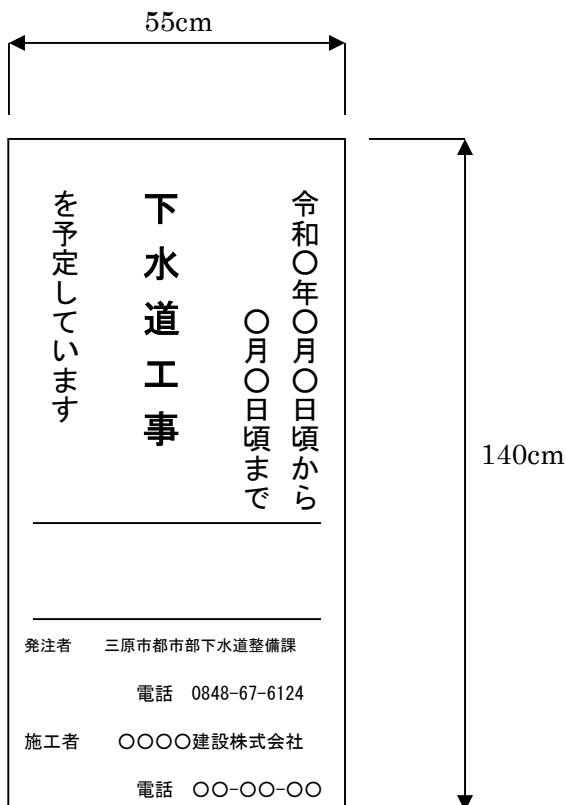 55cm
令和〇年〇月〇日頃から
〇月〇日頃まで
下水道工事
を予定しています
140cm
発注者 三原市都市部下水道整備課
電話 0848-67-6124
施工者 〇〇〇〇建設株式会社
電話 〇〇-〇〇-〇〇